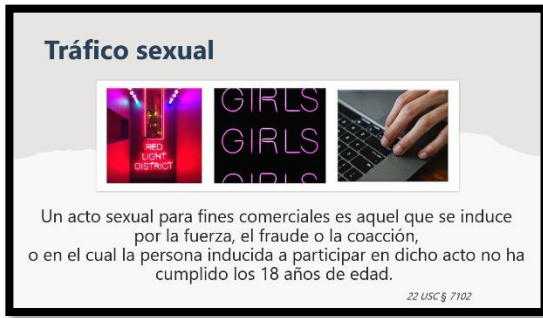 Tráfico sexual
RED
LIGHT
DISTRICT
GIRLS
GIRLS
GIRLS
Un acto sexual para fines comerciales es aquel que se induce
por la fuerza, el fraude o la coacción,
o en el cual la persona inducida a participar en dicho acto no ha
cumplido los 18 años de edad.
22 USC § 7102